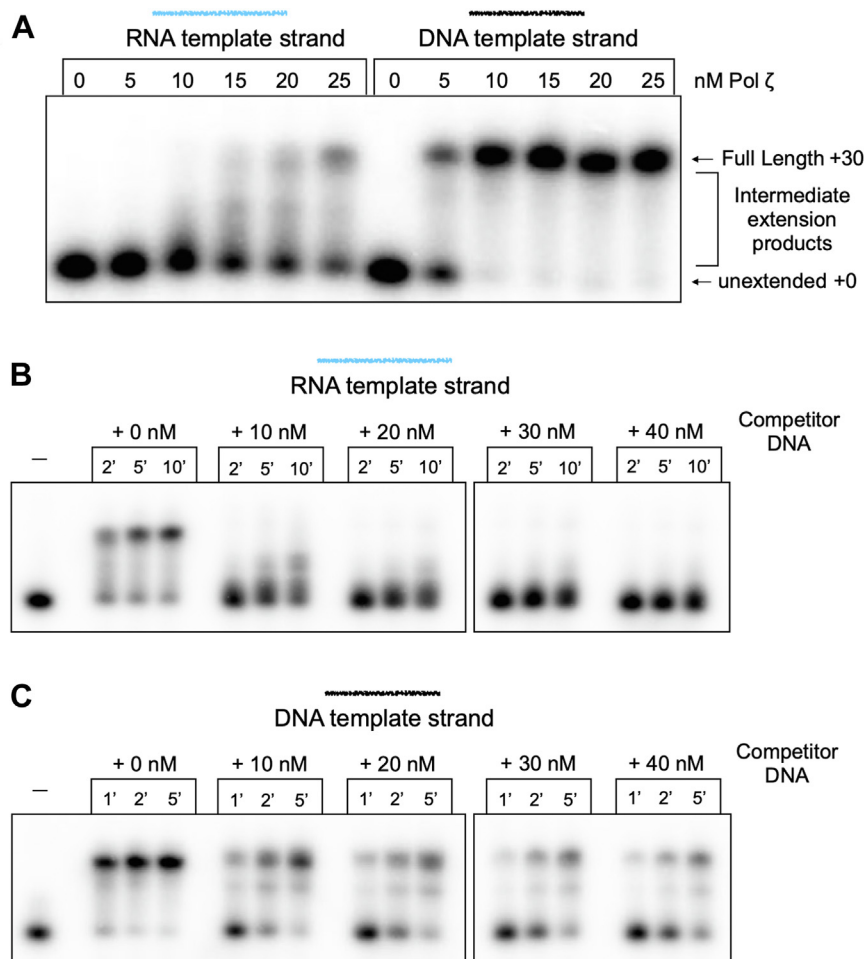 A
RNA template strand DNA template strand
0 5 10 15 20 25 0 5 10 15 20 25 nM Pol ζ
← Full Length +30
Intermediate
extension
products
← unextended +0
B
RNA template strand
Competitor
DNA
+ 0 nM + 10 nM + 20 nM + 30 nM + 40 nM
– 2’ 5’ 10’ 2’ 5’ 10’ 2’ 5’ 10’ 2’ 5’ 10’ 2’ 5’ 10’
C
DNA template strand
Competitor
DNA
+ 0 nM + 10 nM + 20 nM + 30 nM + 40 nM
– 1’ 2’ 5’ 1’ 2’ 5’ 1’ 2’ 5’ 1’ 2’ 5’ 1’ 2’ 5’